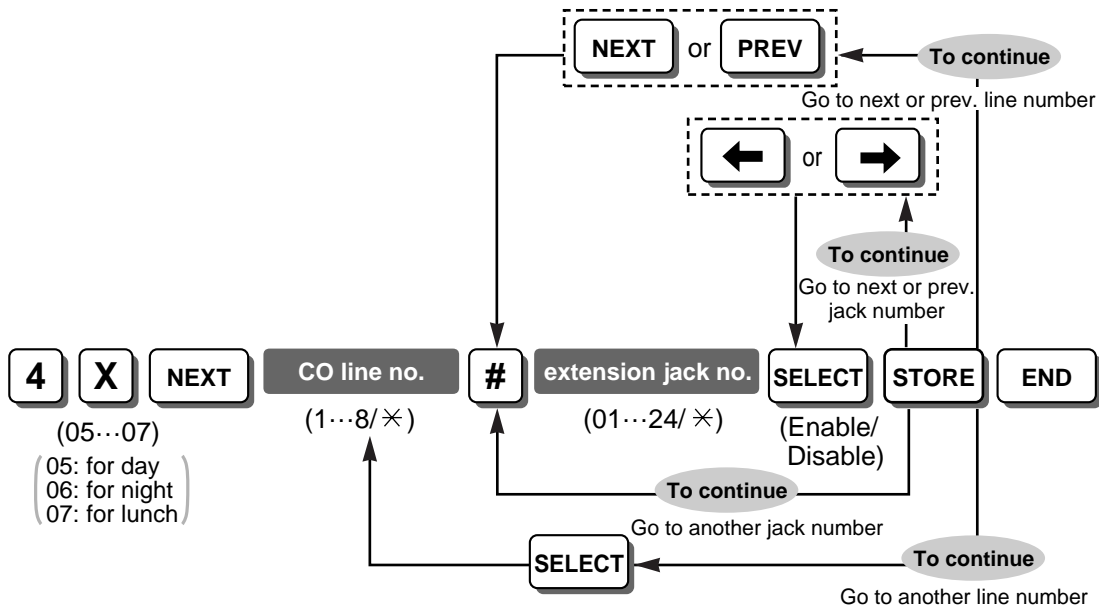 NEXT or PREV
To continue
Go to next or prev. line number
← or →
To continue
Go to next or prev.
jack number
4 X NEXT CO line no. # extension jack no. SELECT STORE END
(05···07)
(1···8/✳)
(01···24/✳)
(Enable/
Disable)
05: for day
06: for night
07: for lunch
To continue
Go to another jack number
SELECT
To continue
Go to another line number